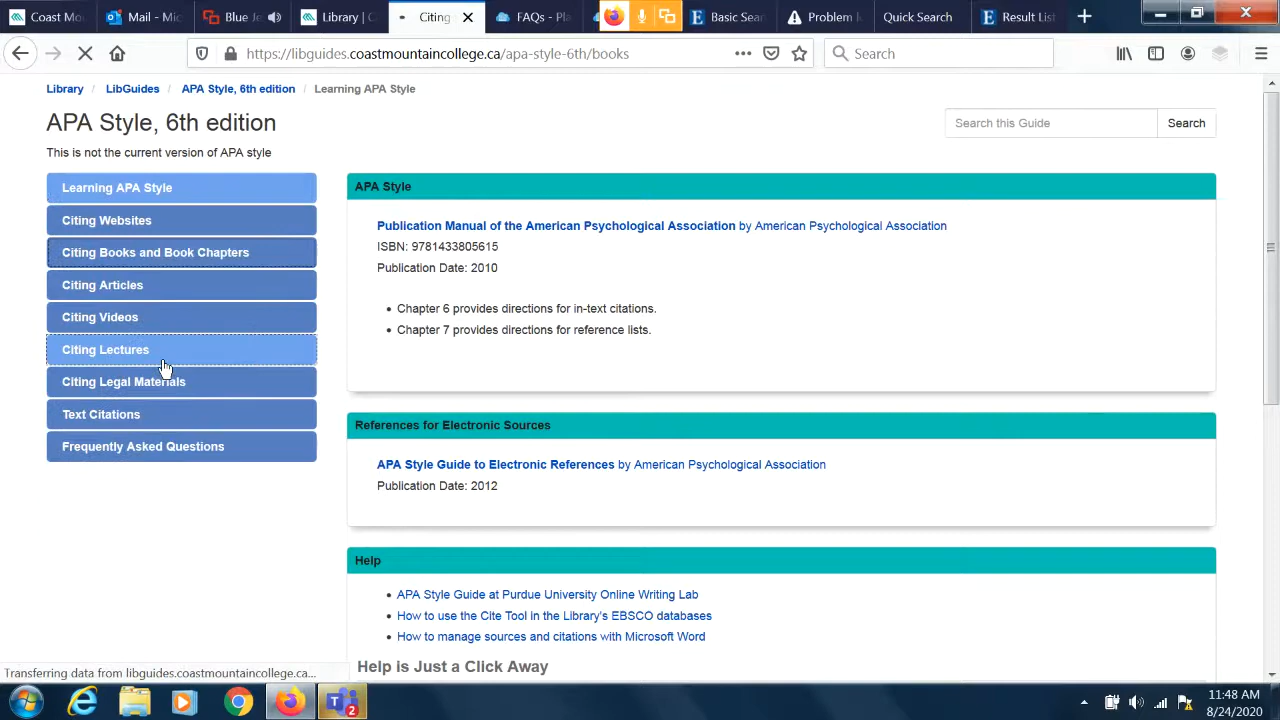 Coast Mou
Mail - Mic
Blue Je
Library | C
Citing
FAQs - Pla
Basic Sear
Problem l
Quick Search
Result List
https://libguides.coastmountaincollege.ca/apa-style-6th/books
Search
Library / LibGuides / APA Style, 6th edition / Learning APA Style
APA Style, 6th edition
Search this Guide
Search
This is not the current version of APA style
Learning APA Style
Citing Websites
Citing Books and Book Chapters
Citing Articles
Citing Videos
Citing Lectures
Citing Legal Materials
Text Citations
Frequently Asked Questions
APA Style
Publication Manual of the American Psychological Association by American Psychological Association
ISBN: 9781433805615
Publication Date: 2010
Chapter 6 provides directions for in-text citations.
Chapter 7 provides directions for reference lists.
References for Electronic Sources
APA Style Guide to Electronic References by American Psychological Association
Publication Date: 2012
Help
APA Style Guide at Purdue University Online Writing Lab
How to use the Cite Tool in the Library's EBSCO databases
How to manage sources and citations with Microsoft Word
Help is Just a Click Away
Transferring data from libguides.coastmountaincollege.ca...
2
11:48 AM
8/24/2020